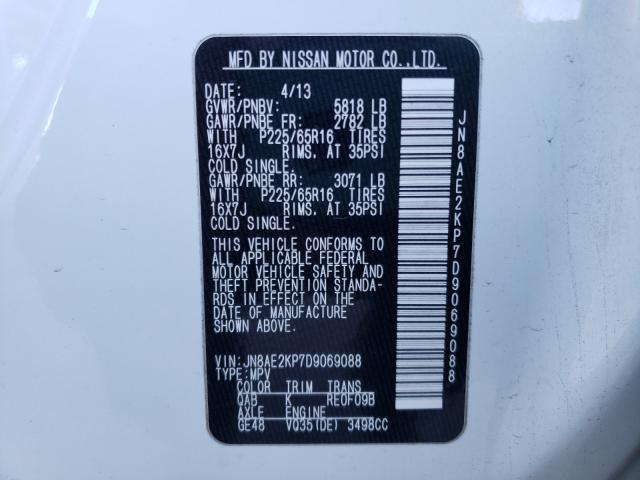 MFD BY NISSAN MOTOR CO.,LTD.
DATE: 4/13
GVWR/PNBV: 5818 LB
GAWR/PNBE FR: 2782 LB
WITH P225/65R16 TIRES
16X7J RIMS. AT 35PSI
COLD SINGLE.
GAWR/PNBE RR: 3071 LB
WITH P225/65R16 TIRES
16X7J RIMS. AT 35PSI
COLD SINGLE.
THIS VEHICLE CONFORMS TO
ALL APPLICABLE FEDERAL
MOTOR VEHICLE SAFETY AND
THEFT PREVENTION STANDA-
RDS IN EFFECT ON THE
DATE OF MANUFACTURE
SHOWN ABOVE.
VIN: JN8AE2KP7D9069088
TYPE: MPV
COLOR TRIM TRANS
QAB K RE0F09B
AXLE ENGINE
GE48 VQ35(DE) 3498CC
JN8AE2KP7D9069088